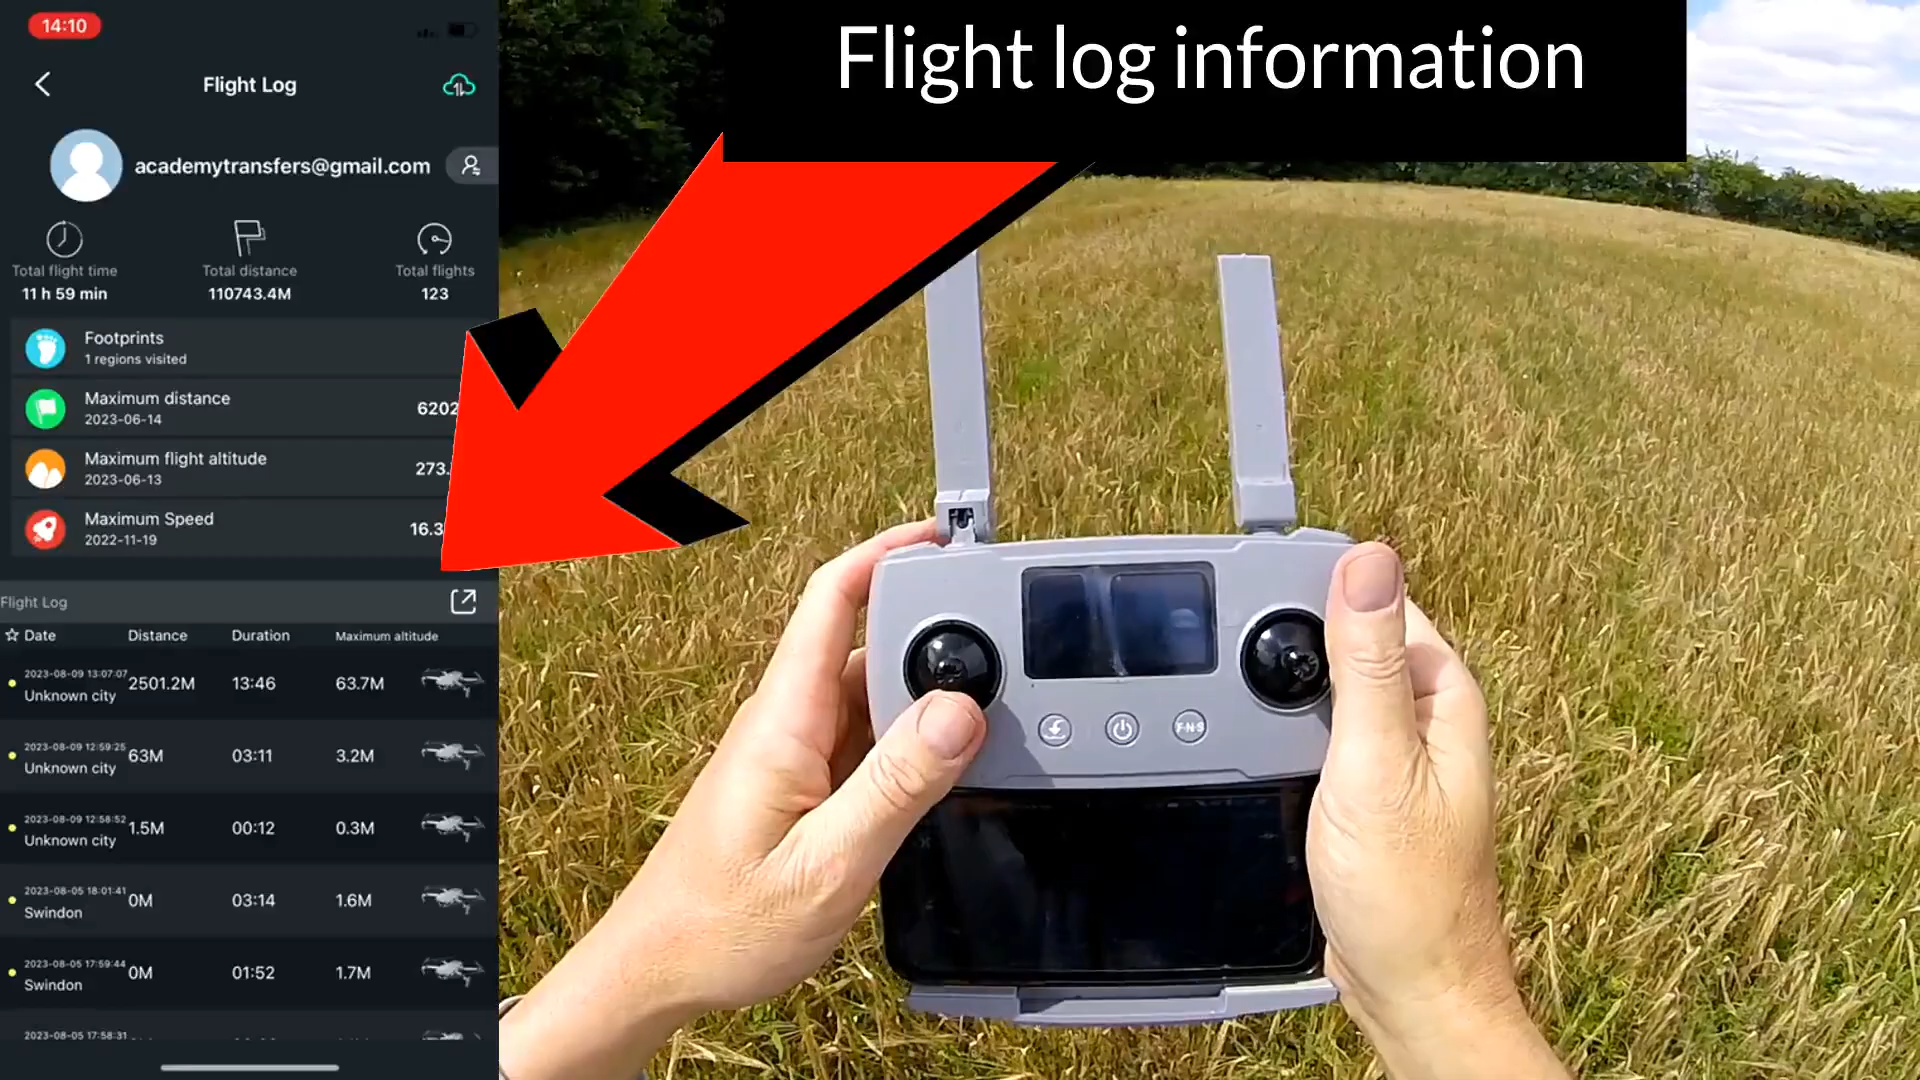 14:10
Flight log information
Flight Log
academytransfers@gmail.com
Total flight time
Total distance
Total flights
11 h 59 min
110743.4M
123
Footprints
1 regions visited
Maximum distance
2023-06-14
6202
Maximum flight altitude
2023-06-13
273.
Maximum Speed
2022-11-19
16.3
Flight Log
Date Distance Duration Maximum altitude
2023-08-09 13:07:07
Unknown city
2501.2M 13:46 63.7M
2023-08-09 12:59:25
Unknown city
63M 03:11 3.2M
2023-08-09 12:58:52
Unknown city
1.5M 00:12 0.3M
2023-08-05 18:01:41
Swindon
0M 03:14 1.6M
2023-08-05 17:59:44
Swindon
0M 01:52 1.7M
2023-08-05 17:58:31
F·N·S